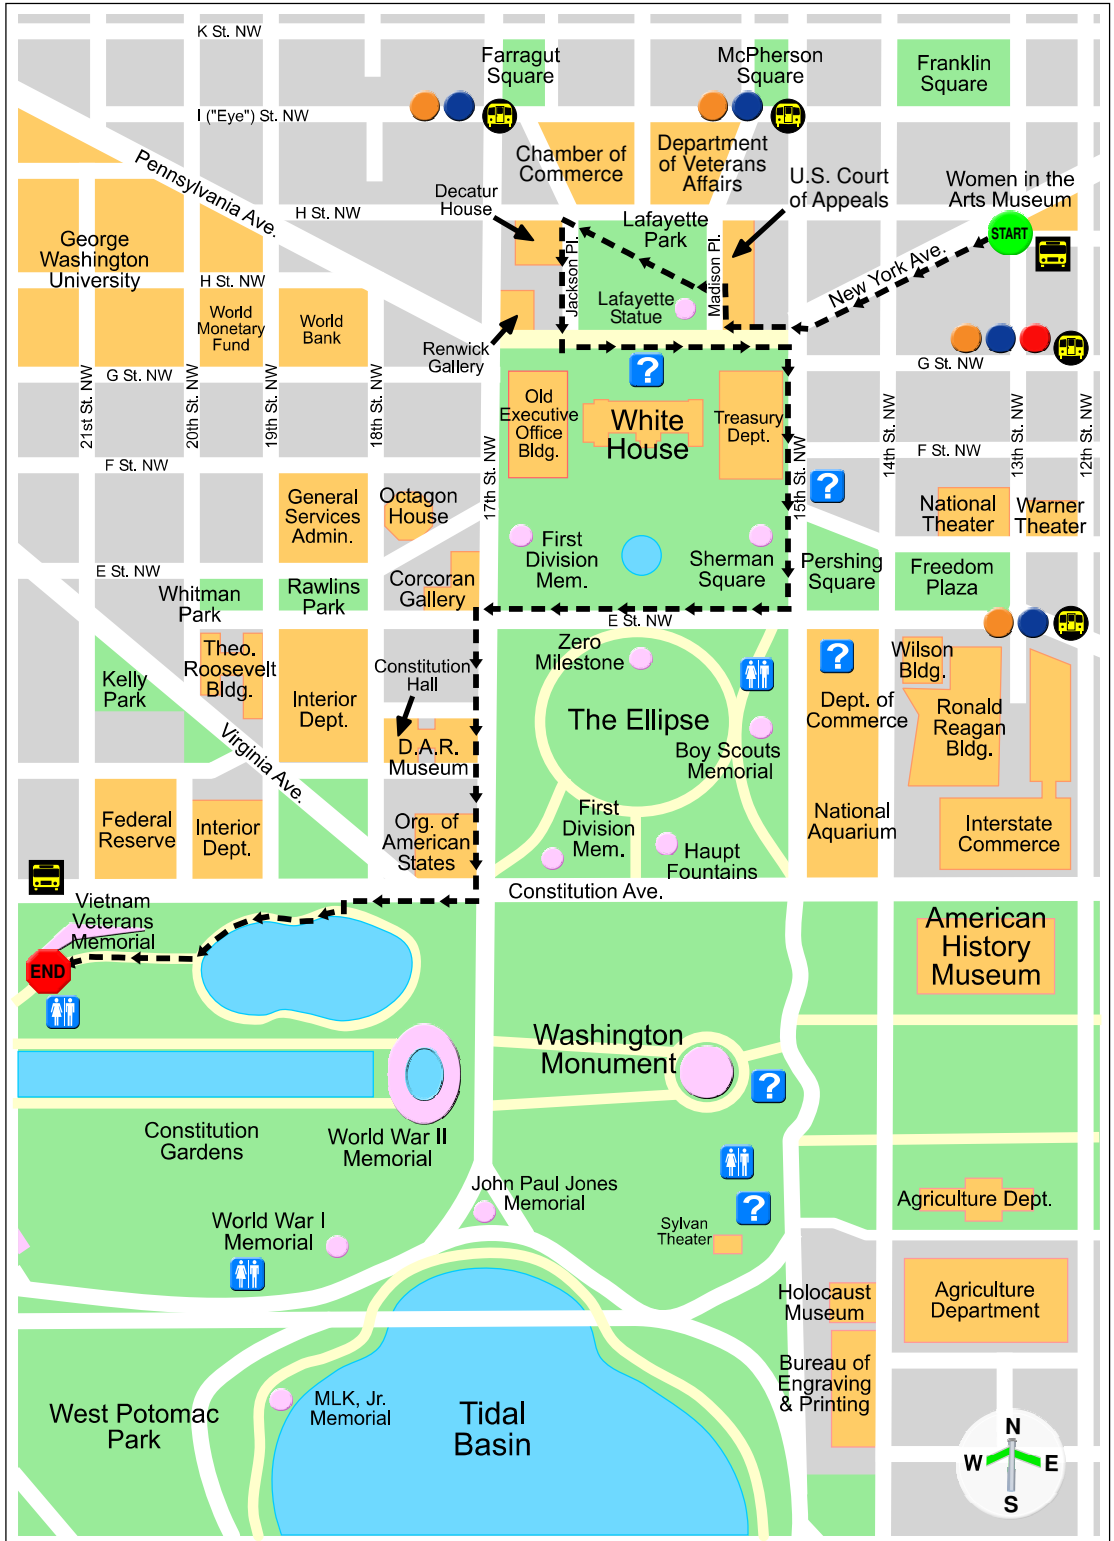 K St. NW
Farragut
Square
McPherson
Square
Franklin
Square
I ("Eye") St. NW
Pennsylvania Ave.
Chamber of
Commerce
Department
of Veterans
Affairs
U.S. Court
of Appeals
Women in the
Arts Museum
Decatur
House
H St. NW
Lafayette
Park
START
George
Washington
University
Jackson Pl.
Madison Pl.
New York Ave.
H St. NW
World
Monetary
Fund
World
Bank
Lafayette
Statue
Renwick
Gallery
G St. NW
G St. NW
?
21st St. NW
20th St. NW
19th St. NW
18th St. NW
17th St. NW
15th St. NW
14th St. NW
13th St. NW
12th St. NW
Old
Executive
Office
Bldg.
White
House
Treasury
Dept.
F St. NW
F St. NW
?
General
Services
Admin.
Octagon
House
National
Theater
Warner
Theater
First
Division
Mem.
Sherman
Square
Pershing
Square
Freedom
Plaza
E St. NW
Whitman
Park
Rawlins
Park
Corcoran
Gallery
E St. NW
Theo.
Roosevelt
Bldg.
Constitution
Hall
Zero
Milestone
?
Wilson
Bldg.
Kelly
Park
Interior
Dept.
The Ellipse
Dept. of
Commerce
Ronald
Reagan
Bldg.
Virginia Ave.
D.A.R.
Museum
Boy Scouts
Memorial
Federal
Reserve
Interior
Dept.
Org. of
American
States
First
Division
Mem.
Haupt
Fountains
National
Aquarium
Interstate
Commerce
Constitution Ave.
Vietnam
Veterans
Memorial
END
American
History
Museum
Washington
Monument
?
Constitution
Gardens
World War II
Memorial
John Paul Jones
Memorial
?
Agriculture Dept.
World War I
Memorial
Sylvan
Theater
Holocaust
Museum
Agriculture
Department
Bureau of
Engraving
& Printing
West Potomac
Park
MLK, Jr.
Memorial
Tidal
Basin
N
W
E
S